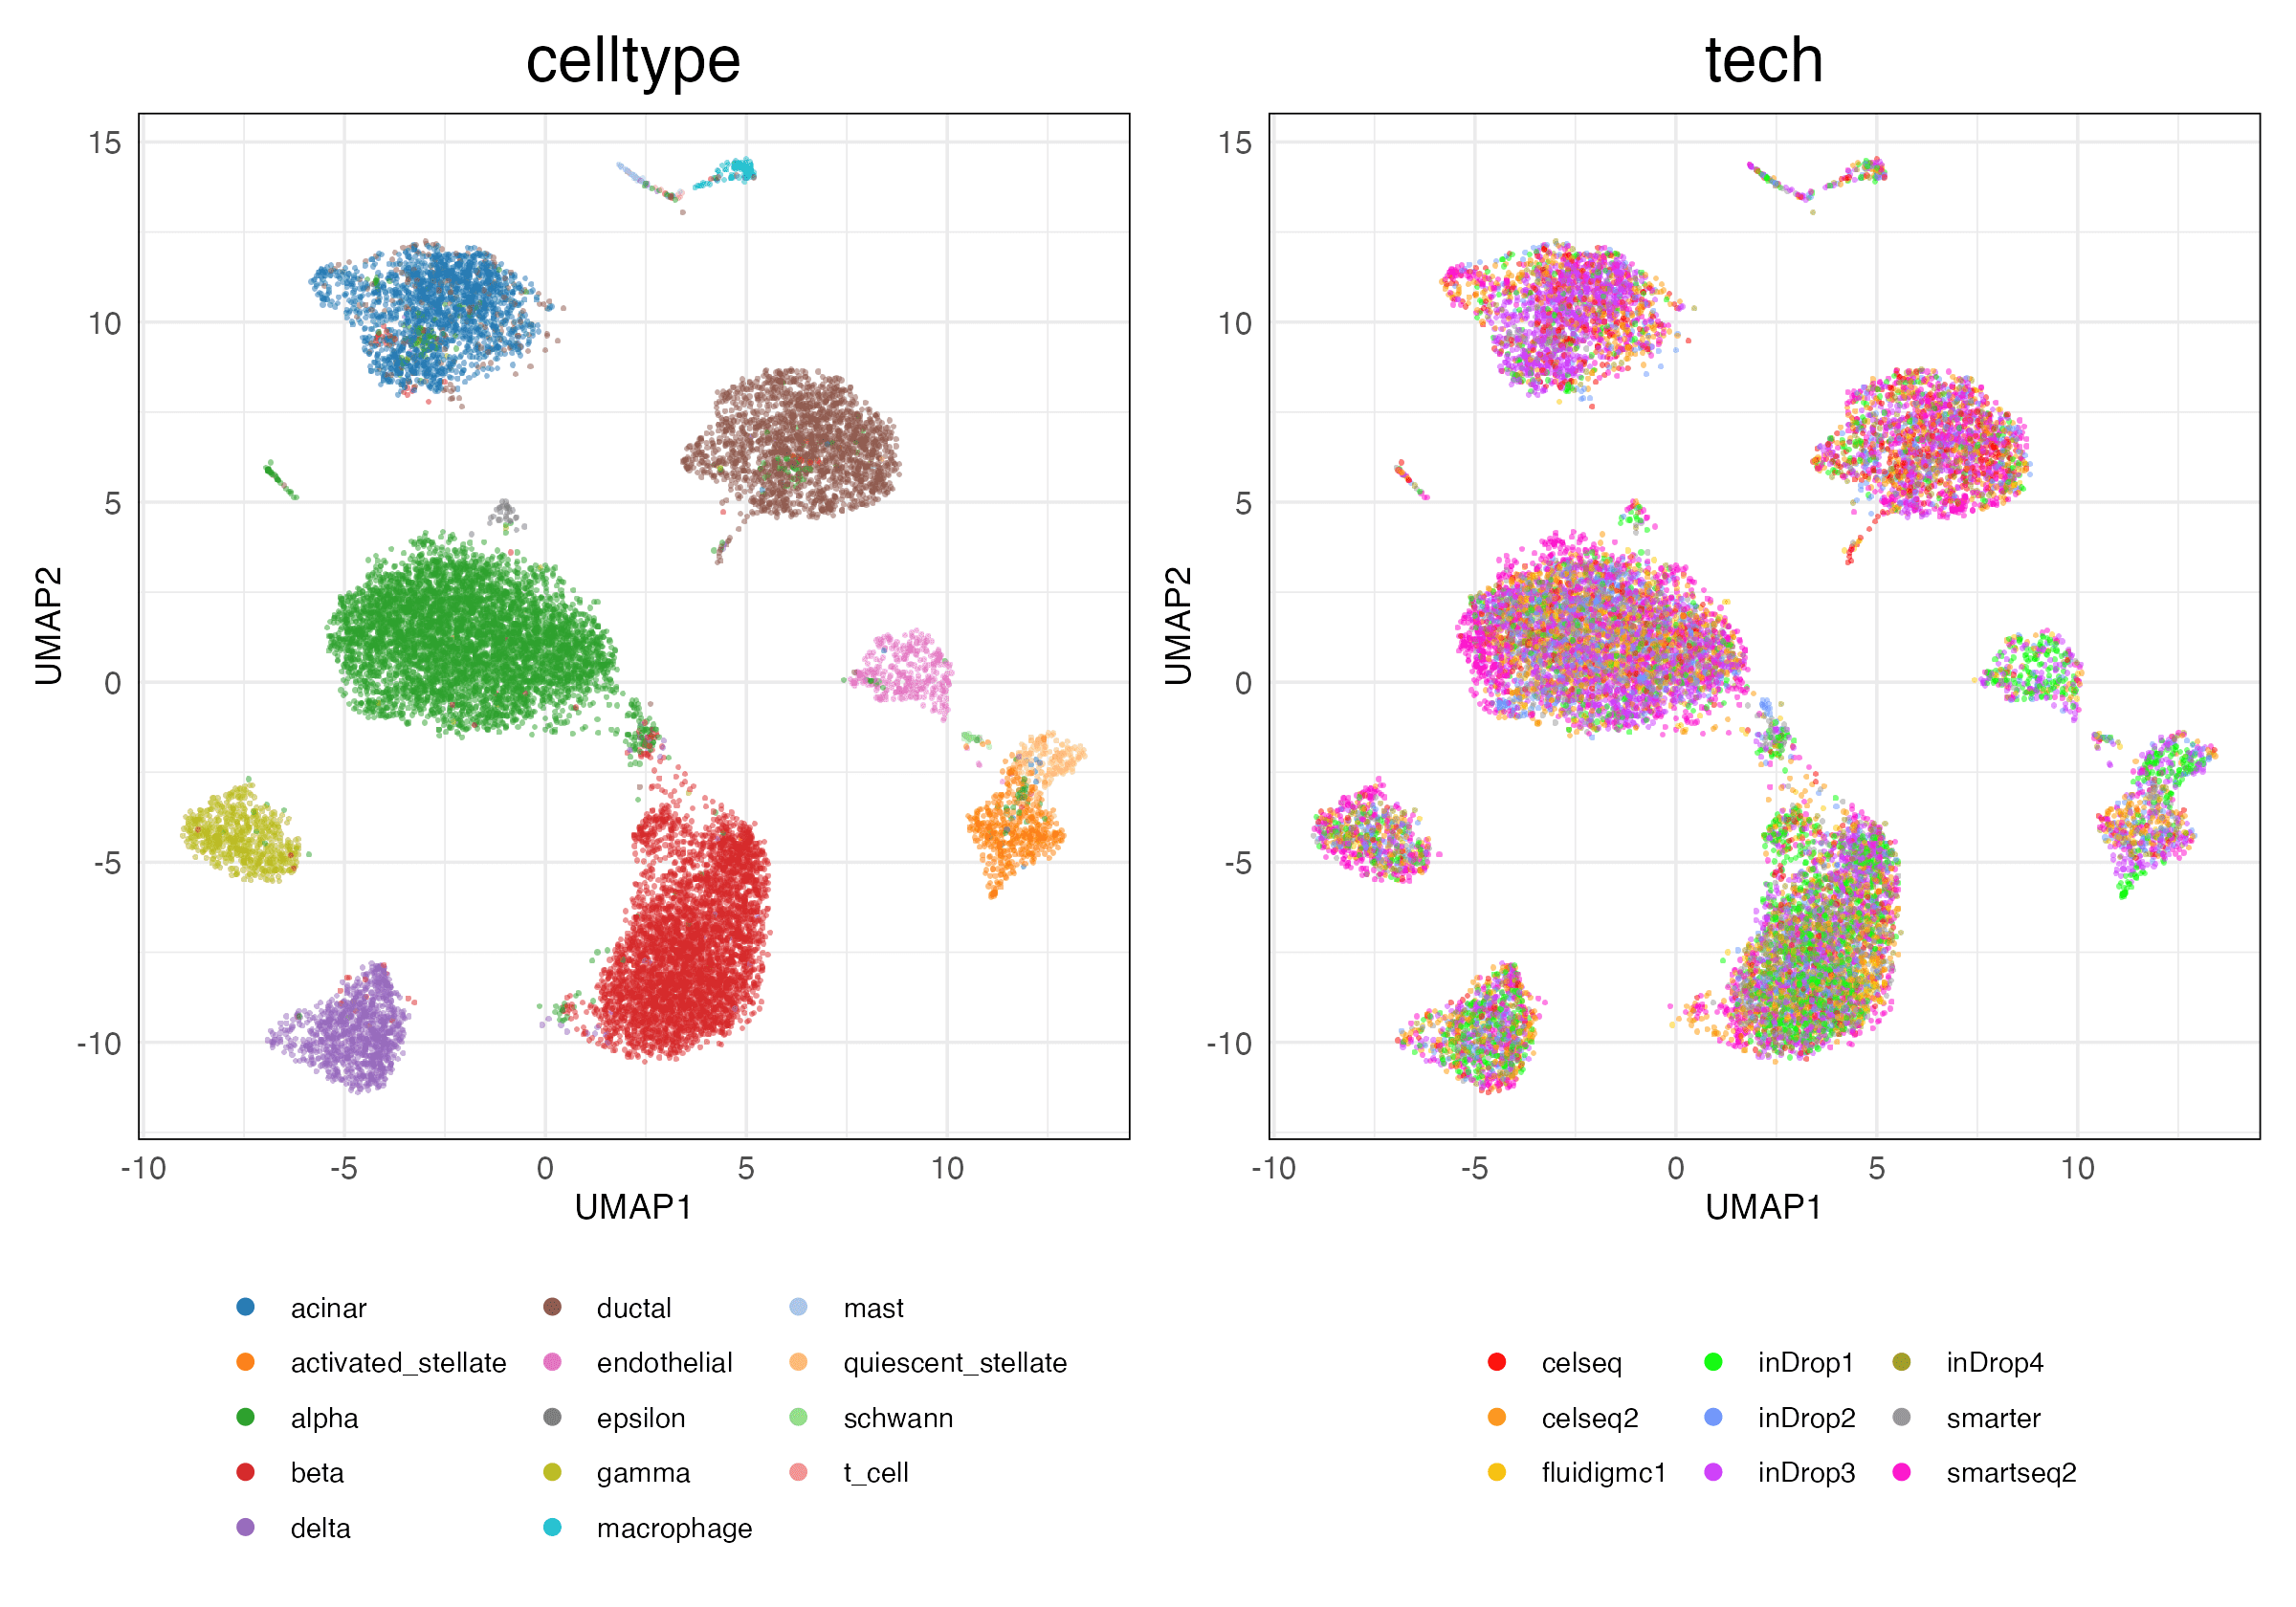 celltype
tech
15
10
5
0
-5
-10
UMAP2
-10
-5
0
5
10
UMAP1
15
10
5
0
-5
-10
UMAP2
-10
-5
0
5
10
UMAP1
acinar
activated_stellate
alpha
beta
delta
ductal
endothelial
epsilon
gamma
macrophage
mast
quiescent_stellate
schwann
t_cell
celseq
celseq2
fluidigmc1
inDrop1
inDrop2
inDrop3
inDrop4
smarter
smartseq2